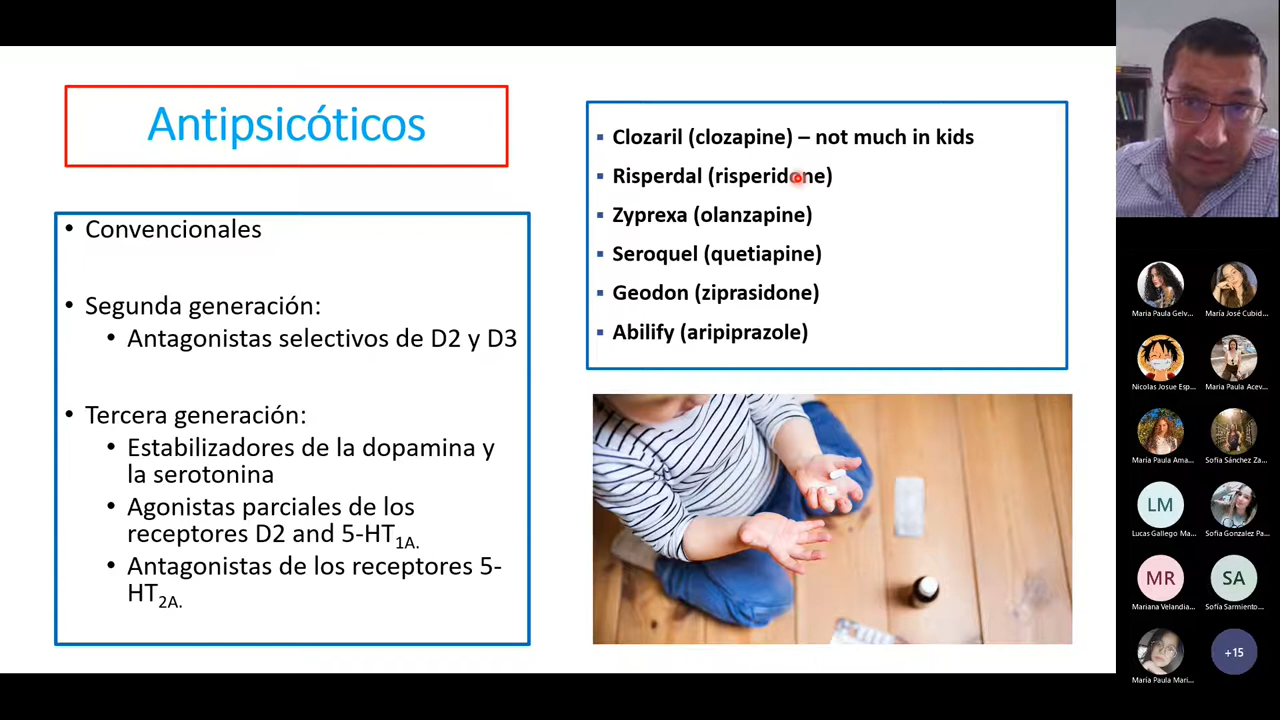 Antipsicóticos
• Convencionales
• Segunda generación:
• Antagonistas selectivos de D2 y D3
• Tercera generación:
• Estabilizadores de la dopamina y
la serotonina
• Agonistas parciales de los
receptores D2 and 5-HT1A.
• Antagonistas de los receptores 5-
HT2A.
▪ Clozaril (clozapine) – not much in kids
▪ Risperdal (risperidone)
▪ Zyprexa (olanzapine)
▪ Seroquel (quetiapine)
▪ Geodon (ziprasidone)
▪ Abilify (aripiprazole)
Maria Paula Gelv...
María José Cubid...
Nicolas Josue Esp...
Maria Paula Acev...
María Paula Ama...
Sofia Sánchez Za...
LM
Lucas Gallego Ma...
Sofia Gonzalez Pa...
MR
Mariana Velandia...
SA
Sofía Sarmiento...
María Paula Mari...
+15